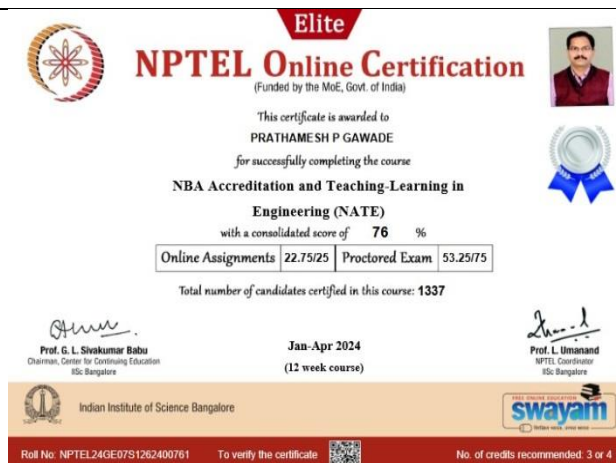 Elite
NPTEL Online Certification
(Funded by the MoE, Govt. of India)
This certificate is awarded to
PRATHAMESH P GAWADE
for successfully completing the course
NBA Accreditation and Teaching-Learning in
Engineering (NATE)
with a consolidated score of 76 %
Online Assignments 22.75/25 Proctored Exam 53.25/75
Total number of candidates certified in this course: 1337
Prof. G. L. Sivakumar Babu
Chairman, Center for Continuing Education
IISc Bangalore
Jan-Apr 2024
(12 week course)
Prof. L. Umanand
NPTEL Coordinator
IISc Bangalore
Indian Institute of Science Bangalore
FREE ONLINE EDUCATION
swayam
Roll No: NPTEL24GE07S1262400761 To verify the certificate No. of credits recommended: 3 or 4